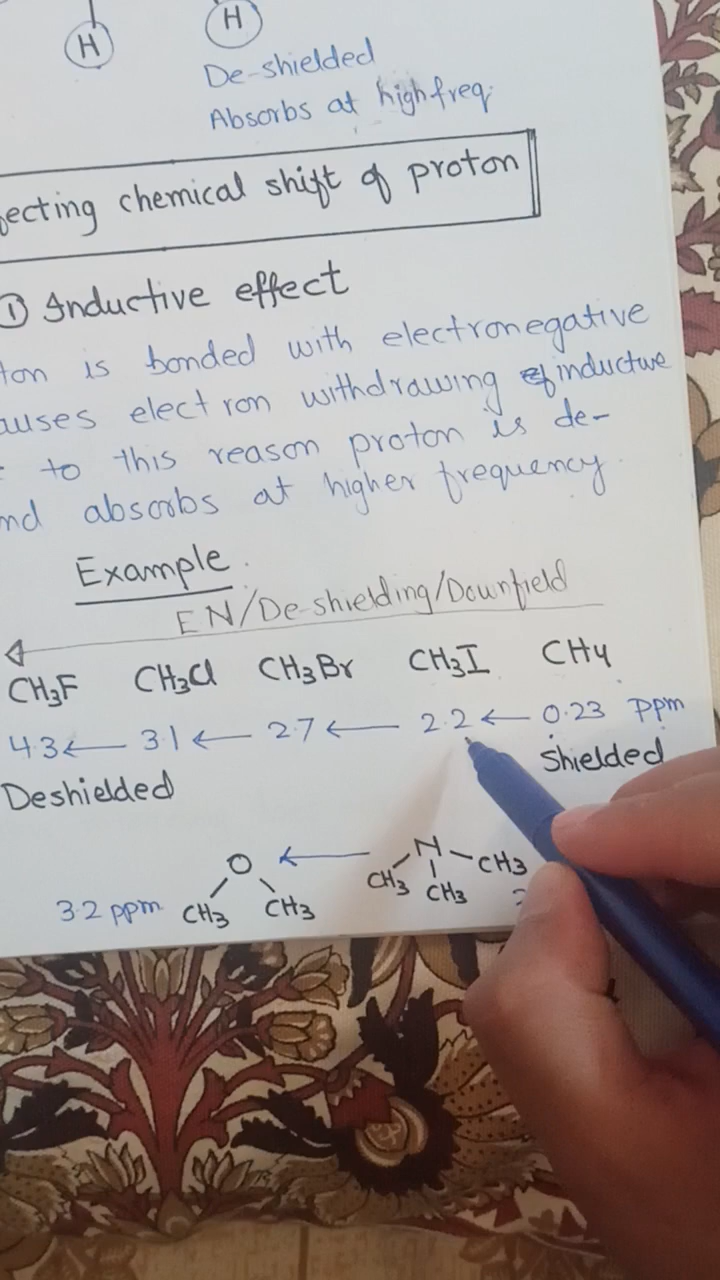 H
H
De-shielded
Absorbs at high freq.
ecting chemical shift of proton
① Inductive effect
ton is bonded with electronegative
auses electron withdrawing inductive
to this reason proton is de-
nd absorbs at higher frequency.
Example.
EN/De-shielding/Downfield
CH3F CH3Cl CH3Br CH3I CH4
4.3 ← 3.1 ← 2.7 ← 2.2 ← 0.23 ppm
Deshielded Shielded
O ← N
CH3 CH3 CH3 CH3 CH3
3.2 ppm